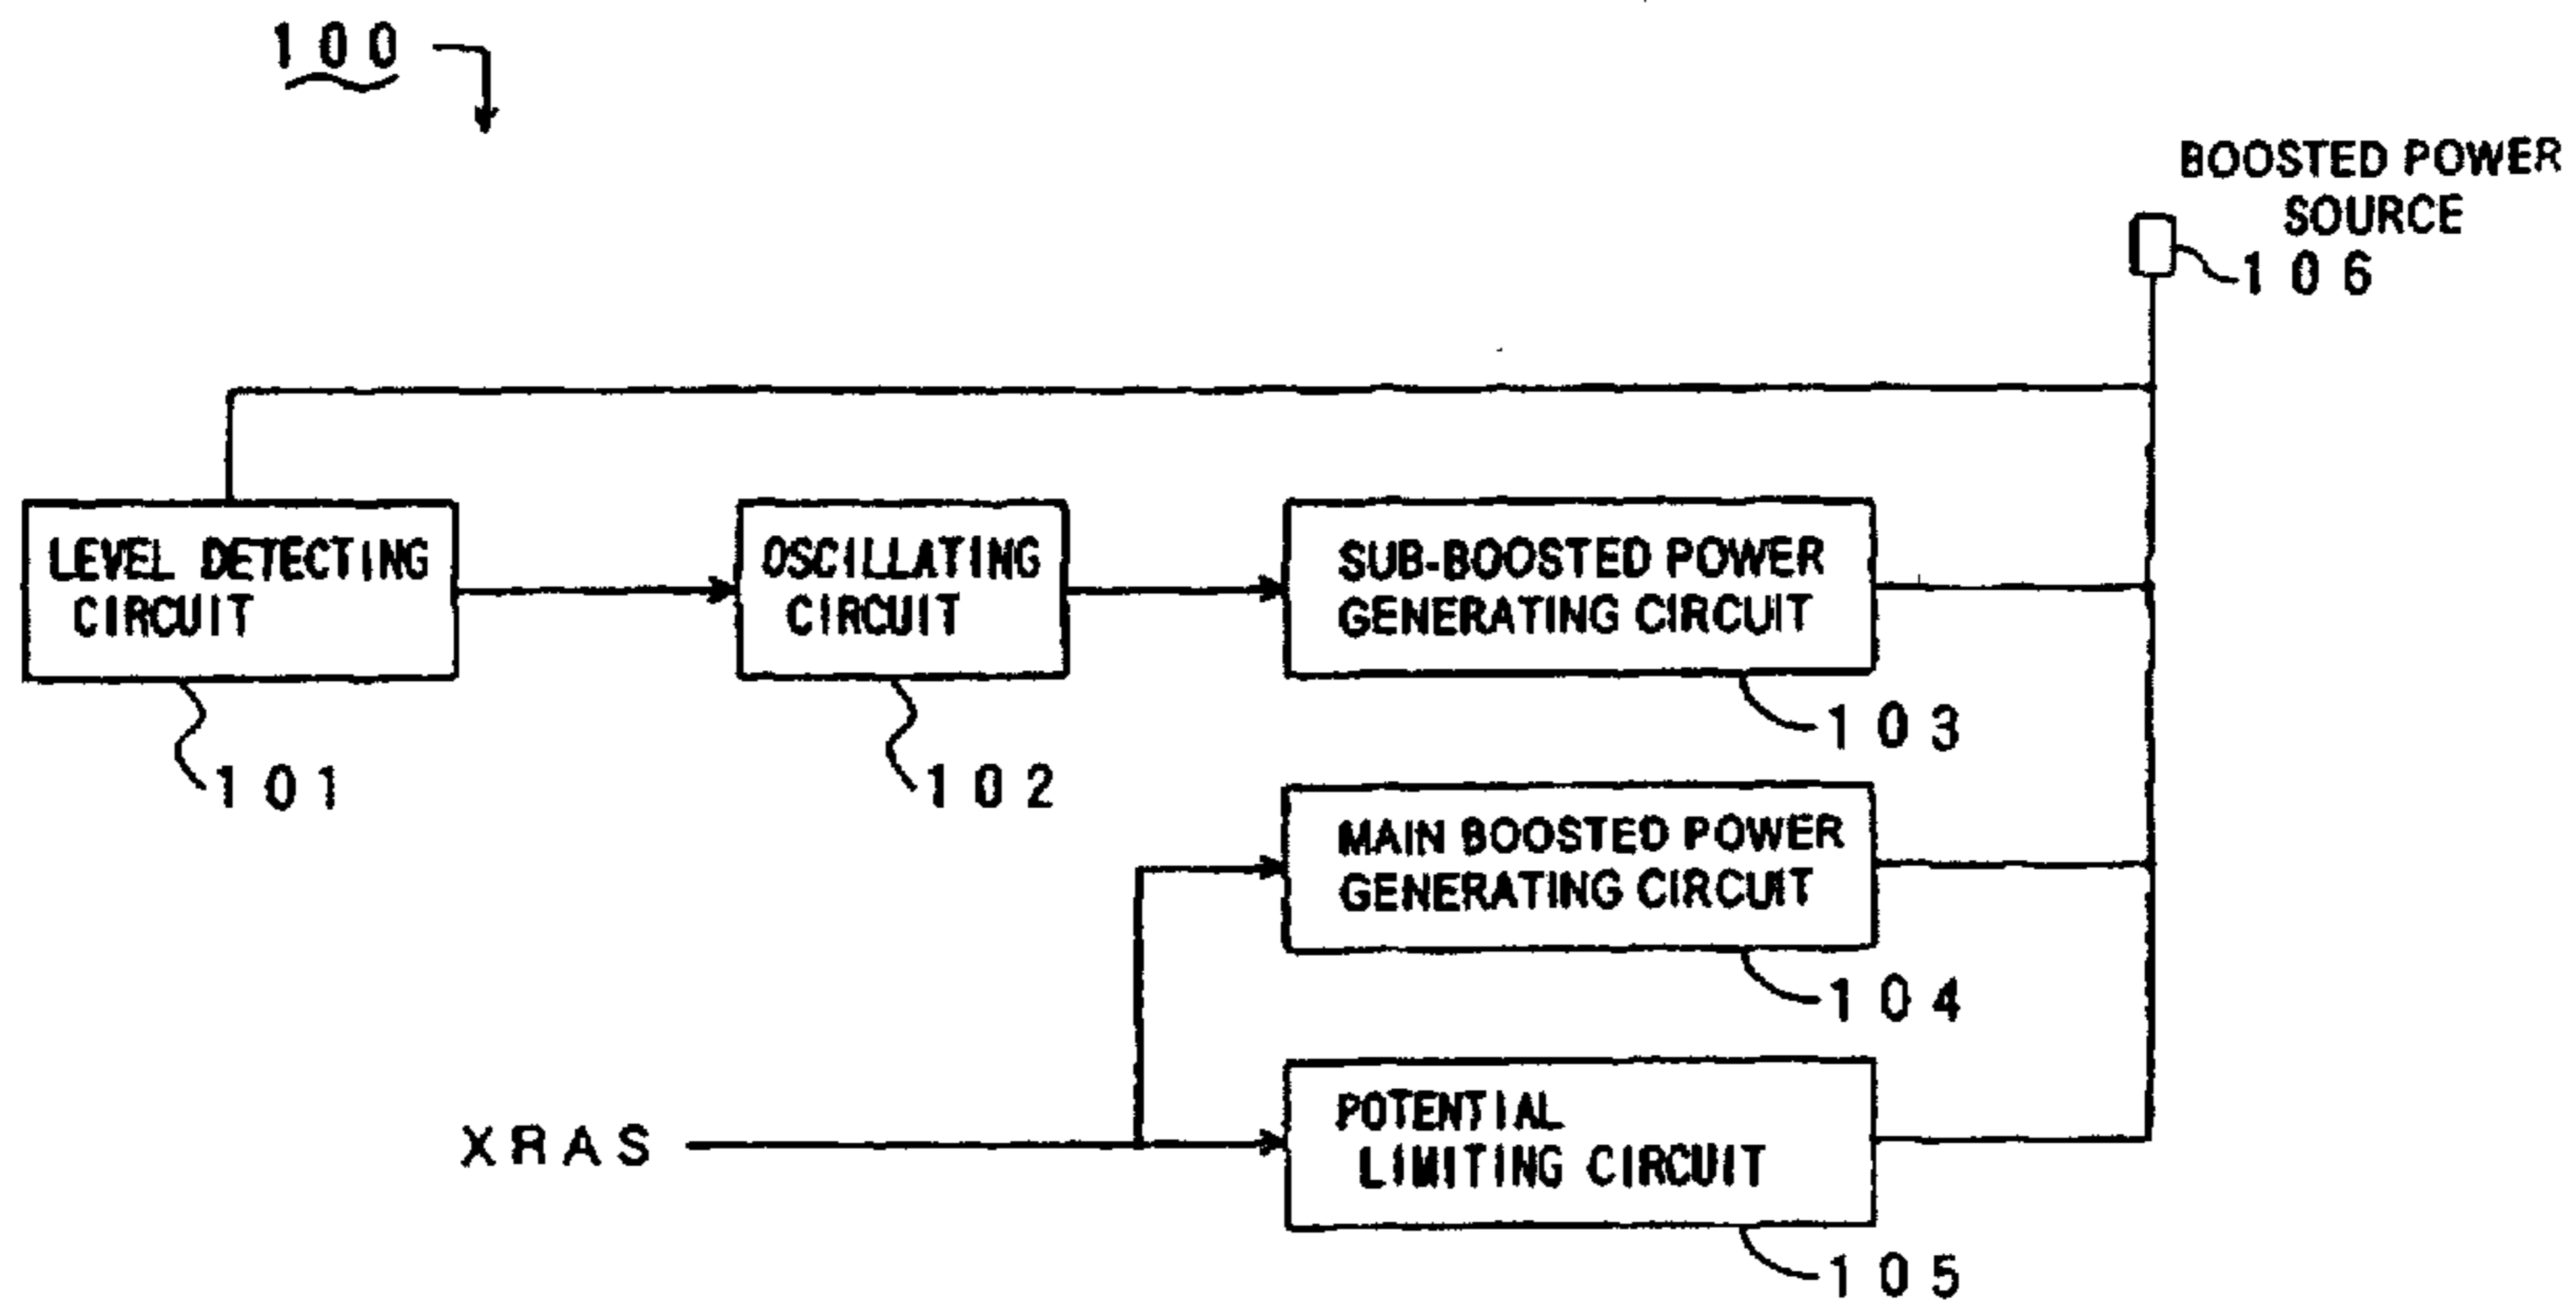 100
BOOSTED POWER
SOURCE
106
LEVEL DETECTING
CIRCUIT
101
OSCILLATING
CIRCUIT
102
SUB-BOOSTED POWER
GENERATING CIRCUIT
103
MAIN BOOSTED POWER
GENERATING CIRCUIT
104
XRAS
POTENTIAL
LIMITING CIRCUIT
105